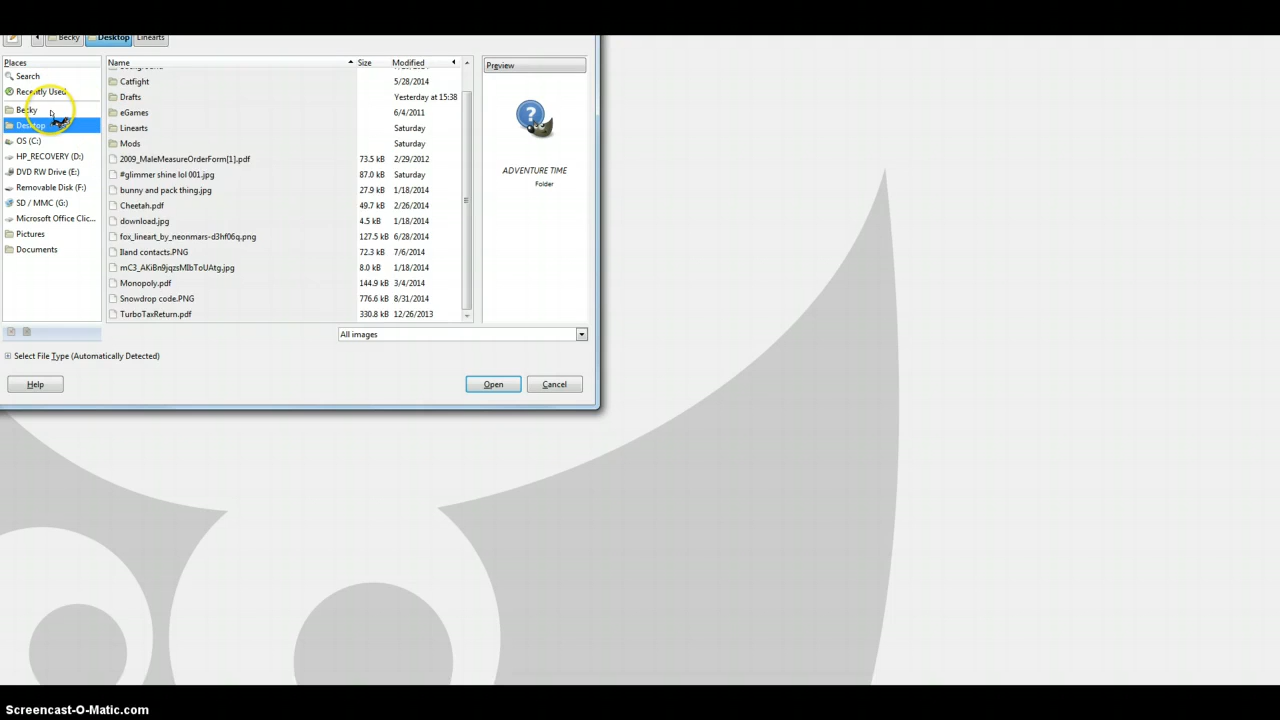 Becky Desktop Linearts
Places
Search
Recently Used
Becky
Desktop
OS (C:)
HP_RECOVERY (D:)
DVD RW Drive (E:)
Removable Disk (F:)
SD / MMC (G:)
Microsoft Office Clic...
Pictures
Documents
Name Size Modified
Catfight 5/28/2014
Drafts Yesterday at 15:38
eGames 6/4/2011
Linearts Saturday
Mods Saturday
2009_MaleMeasureOrderForm[1].pdf 73.5 kB 2/29/2012
#glimmer shine lol 001.jpg 87.0 kB Saturday
bunny and pack thing.jpg 27.9 kB 1/18/2014
Cheetah.pdf 49.7 kB 2/26/2014
download.jpg 4.5 kB 1/18/2014
fox_lineart_by_neonmars-d3hf06q.png 127.5 kB 6/28/2014
Iland contacts.PNG 72.3 kB 7/6/2014
8.0 kB 1/18/2014
Monopoly.pdf 144.9 kB 3/4/2014
Snowdrop code.PNG 776.6 kB 8/31/2014
TurboTaxReturn.pdf 330.8 kB 12/26/2013
Preview
ADVENTURE TIME
Folder
All images
Select File Type (Automatically Detected)
Help Open Cancel
Screencast-O-Matic.com